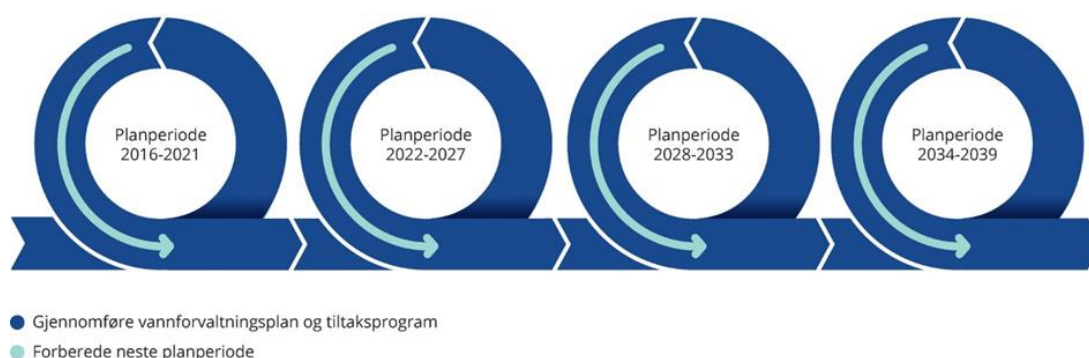 Planperiode
2016-2021
Planperiode
2022-2027
Planperiode
2028-2033
Planperiode
2034-2039
Gjennomføre vannforvaltningsplan og tiltaksprogram
Forberede neste planperiode